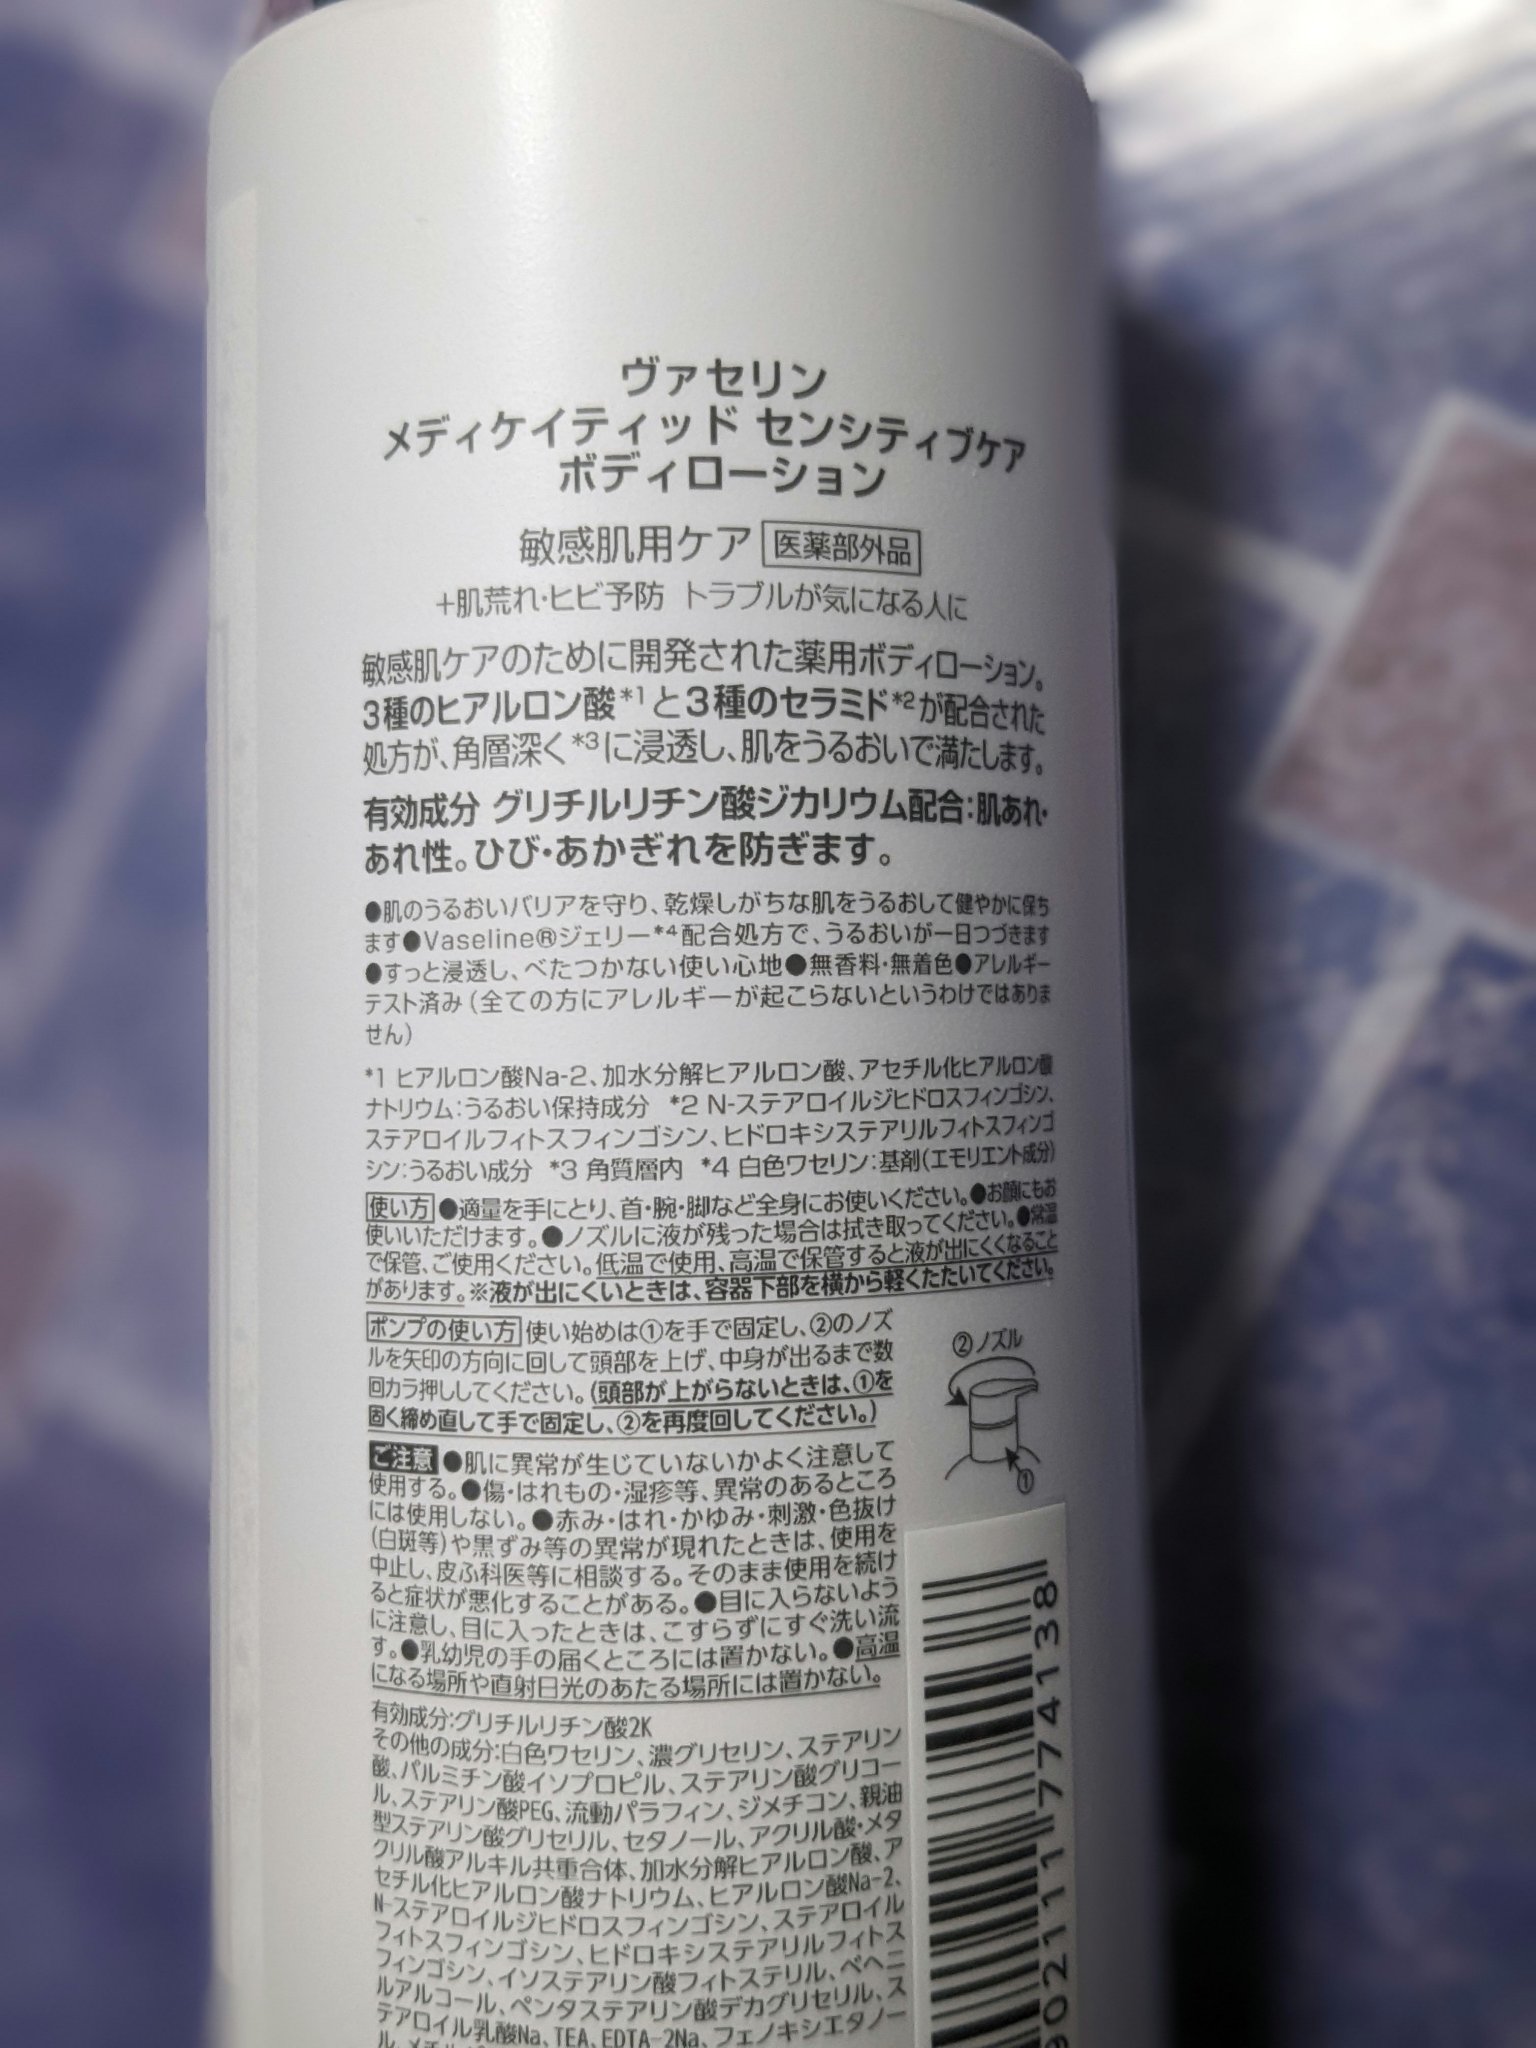 ヴァセリン
メディケイティッド センシティブケア
ボディローション
敏感肌用ケア 医薬部外品
+肌荒れ・ヒビ予防 トラブルが気になる人に
敏感肌ケアのために開発された薬用ボディローション。
3種のヒアルロン酸*1と3種のセラミド*2が配合された
処方が、角層深く*3に浸透し、肌をうるおいで満たします。
有効成分 グリチルリチン酸ジカリウム配合:肌あれ・
あれ性。ひび・あかぎれを防ぎます。
●肌のうるおいバリアを守り、乾燥しがちな肌をうるおして健やかに保ち
ます●Vaseline®ジェリー*4配合処方で、うるおいが一日つづきます
●すっと浸透し、べたつかない使い心地●無香料・無着色●アレルギー
テスト済み(全ての方にアレルギーが起こらないというわけではありま
せん)
*1 ヒアルロン酸Na-2、加水分解ヒアルロン酸、アセチル化ヒアルロン酸
ナトリウム:うるおい保持成分 *2 N-ステアロイルジヒドロスフィンゴシン、
ステアロイルフィトスフィンゴシン、ヒドロキシステアリルフィトスフィンゴ
シン:うるおい成分 *3 角質層内 *4 白色ワセリン:基剤(エモリエント成分)
使い方 ●適量を手にとり、首・腕・脚など全身にお使いください。●お顔にもお
使いいただけます。●ノズルに液が残った場合は拭き取ってください。●常温
で保管、ご使用ください。低温で使用、高温で保管すると液が出にくくなること
があります。※液が出にくいときは、容器下部を横から軽くたたいてください。
ポンプの使い方 使い始めは①を手で固定し、②のノズ
ルを矢印の方向に回して頭部を上げ、中身が出るまで数
回カラ押ししてください。(頭部が上がらないときは、①を
固く締め直して手で固定し、②を再度回してください。)
②ノズル
①
ご注意 ●肌に異常が生じていないかよく注意して
使用する。●傷・はれもの・湿疹等、異常のあるところ
には使用しない。●赤み・はれ・かゆみ・刺激・色抜け
(白斑等)や黒ずみ等の異常が現れたときは、使用を
中止し、皮ふ科医等に相談する。そのまま使用を続け
ると症状が悪化することがある。●目に入らないよう
に注意し、目に入ったときは、こすらずにすぐ洗い流
す。●乳幼児の手の届くところには置かない。●高温
になる場所や直射日光のあたる場所には置かない。
有効成分:グリチルリチン酸2K
その他の成分:白色ワセリン、濃グリセリン、ステアリン
酸、パルミチン酸イソプロピル、ステアリン酸グリコー
ル、ステアリン酸PEG、流動パラフィン、ジメチコン、親油
型ステアリン酸グリセリル、セタノール、アクリル酸・メタ
クリル酸アルキル共重合体、加水分解ヒアルロン酸、ア
セチル化ヒアルロン酸ナトリウム、ヒアルロン酸Na-2、
N-ステアロイルジヒドロスフィンゴシン、ステアロイル
フィトスフィンゴシン、ヒドロキシステアリルフィトス
フィンゴシン、イソステアリン酸フィトステリル、ベヘニ
ルアルコール、ペンタステアリン酸デカグリセリル、ス
テアロイル乳酸Na、TEA、EDTA-2Na、フェノキシエタノー
902111 774138